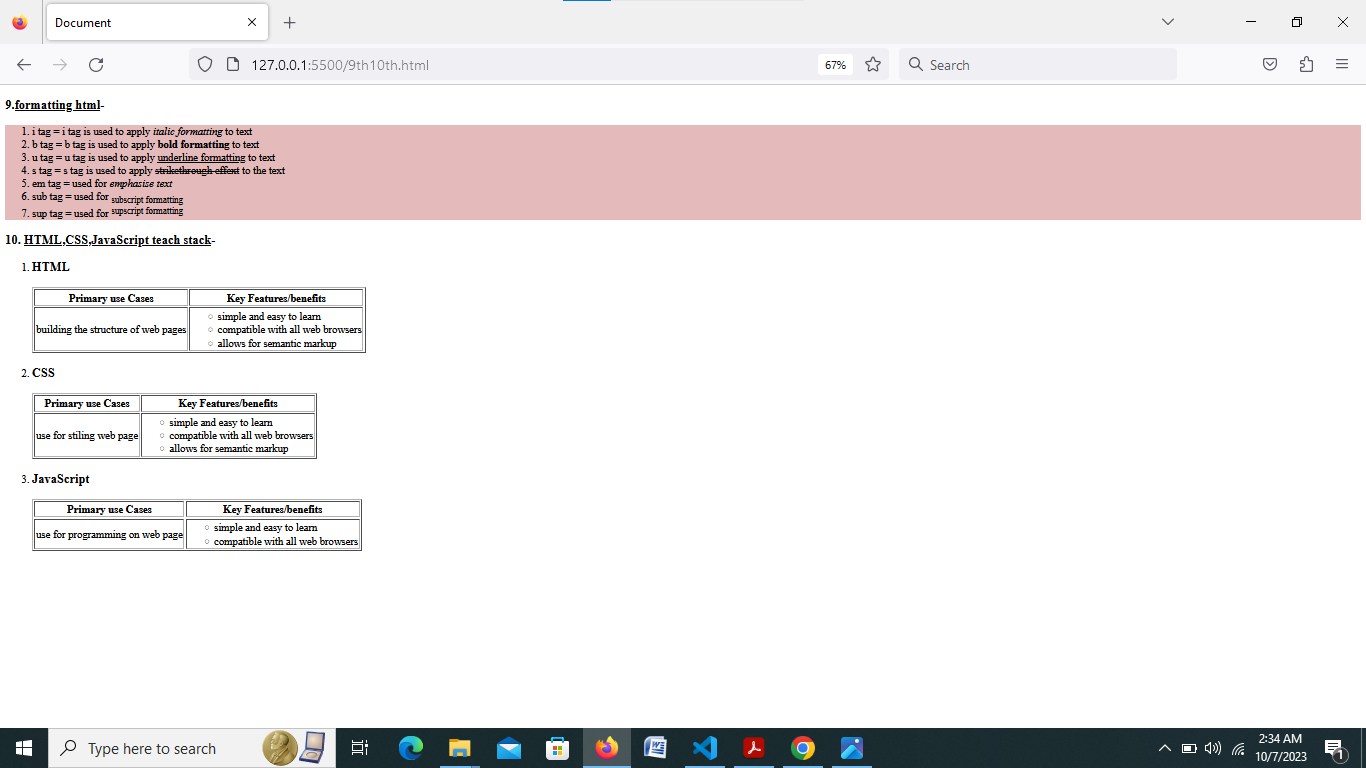 Document
127.0.0.1:5500/9th10th.html
67%
Search
9.formatting html-
1. i tag = i tag is used to apply italic formatting to text
2. b tag = b tag is used to apply bold formatting to text
3. u tag = u tag is used to apply underline formatting to text
4. s tag = s tag is used to apply strikethrough effext to the text
5. em tag = used for emphasise text
6. sub tag = used for subscript formatting
7. sup tag = used for supscript formatting
10. HTML,CSS,JavaScript teach stack-
1. HTML
Primary use Cases Key Features/benefits
building the structure of web pages
simple and easy to learn
compatible with all web browsers
allows for semantic markup
2. CSS
Primary use Cases Key Features/benefits
use for stiling web page
simple and easy to learn
compatible with all web browsers
allows for semantic markup
3. JavaScript
Primary use Cases Key Features/benefits
use for programming on web page
simple and easy to learn
compatible with all web browsers
Type here to search
2:34 AM
10/7/2023
1